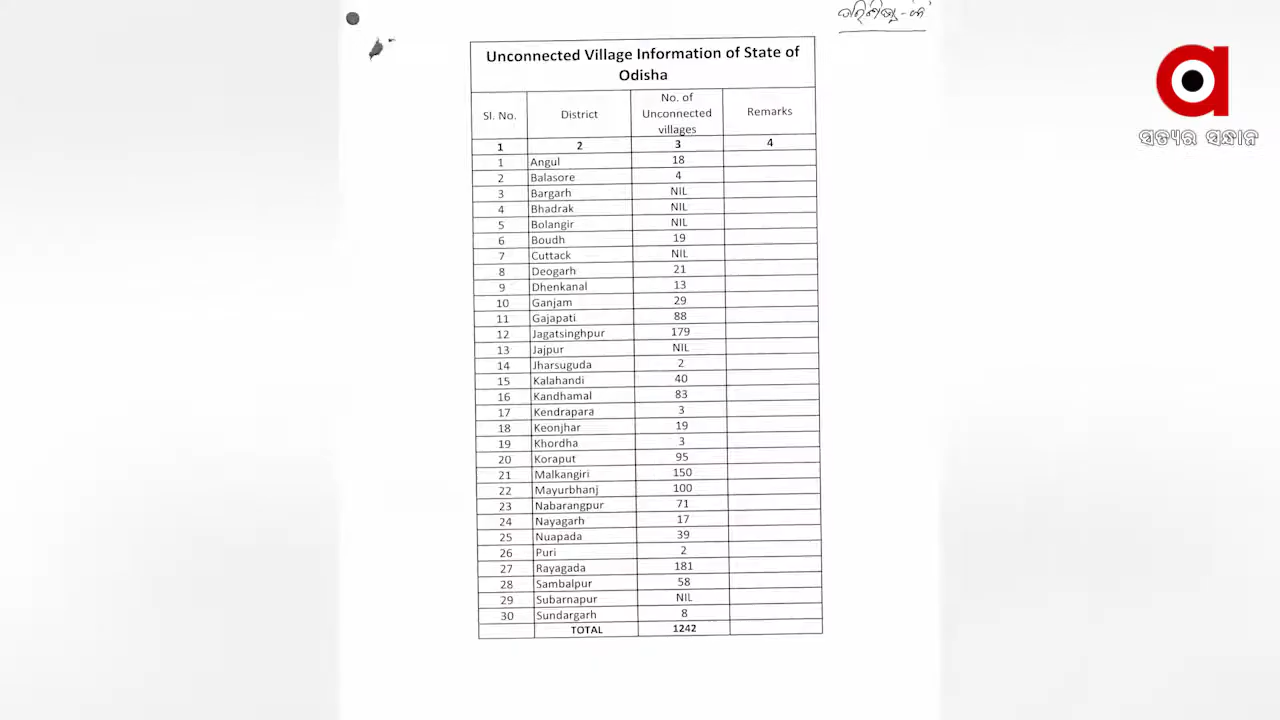 ପରିଶିଷ୍ଟ-କ
Unconnected Village Information of State of
Odisha
Sl. No. District No. of Unconnected villages Remarks
1 2 3 4
1 Angul 18
2 Balasore 4
3 Bargarh NIL
4 Bhadrak NIL
5 Bolangir NIL
6 Boudh 19
7 Cuttack NIL
8 Deogarh 21
9 Dhenkanal 13
10 Ganjam 29
11 Gajapati 88
12 Jagatsinghpur 179
13 Jajpur NIL
14 Jharsuguda 2
15 Kalahandi 40
16 Kandhamal 83
17 Kendrapara 3
18 Keonjhar 19
19 Khordha 3
20 Koraput 95
21 Malkangiri 150
22 Mayurbhanj 100
23 Nabarangpur 71
24 Nayagarh 17
25 Nuapada 39
26 Puri 2
27 Rayagada 181
28 Sambalpur 58
29 Subarnapur NIL
30 Sundargarh 8
TOTAL 1242
ସତ୍ୟର ସନ୍ଧାନ